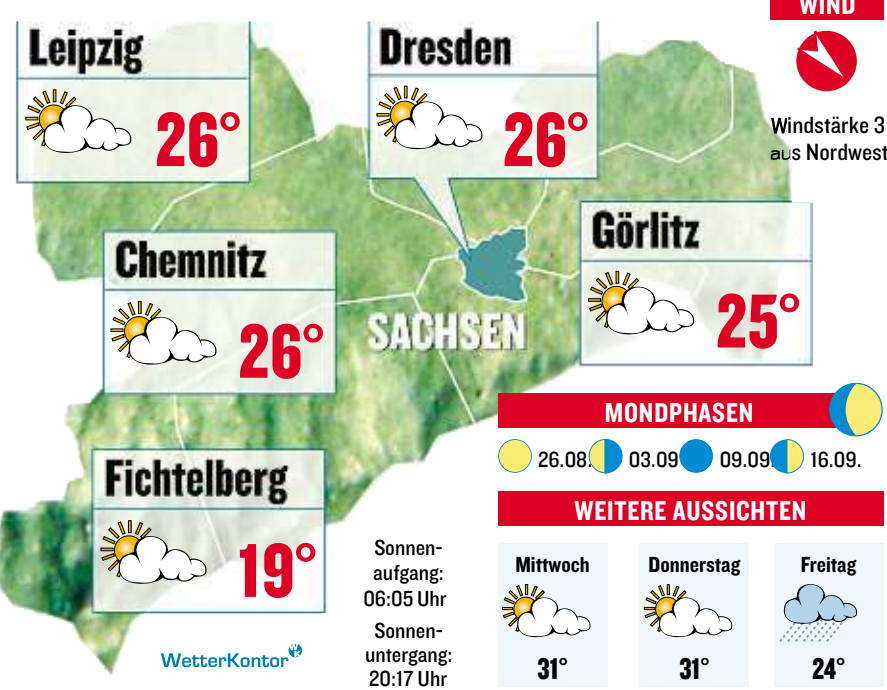 WIND
Leipzig
26°
Dresden
26°
Windstärke 3
aus Nordwest
Chemnitz
26°
Görlitz
25°
SACHSEN
Fichtelberg
19°
MONDPHASEN
26.08. 03.09 09.09. 16.09.
WEITERE AUSSICHTEN
Sonnen-
aufgang:
06:05 Uhr
Sonnen-
untergang:
20:17 Uhr
Mittwoch
31°
Donnerstag
31°
Freitag
24°
WetterKontor